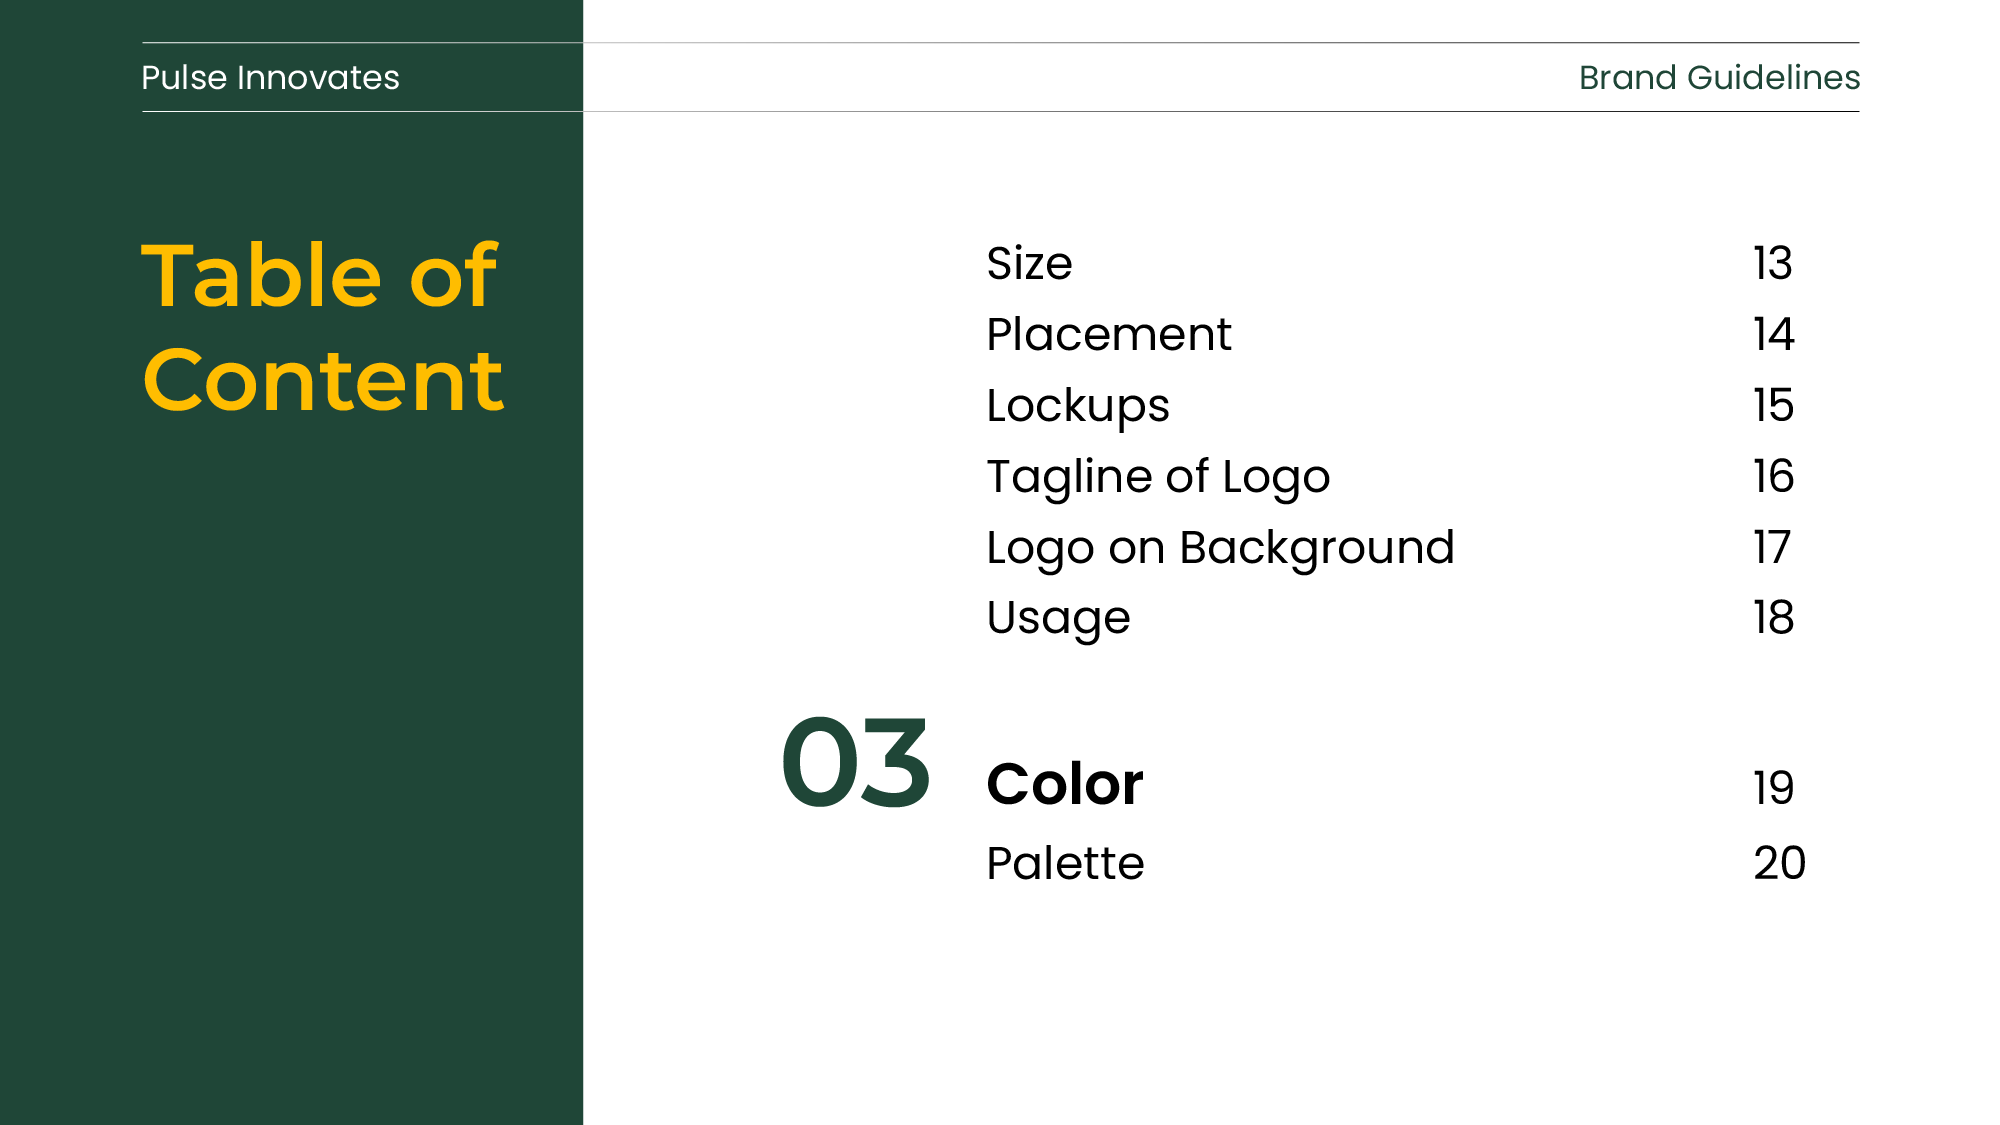 Pulse Innovates
Brand Guidelines
Table of
Content
Size 13
Placement 14
Lockups 15
Tagline of Logo 16
Logo on Background 17
Usage 18
03 Color 19
Palette 20